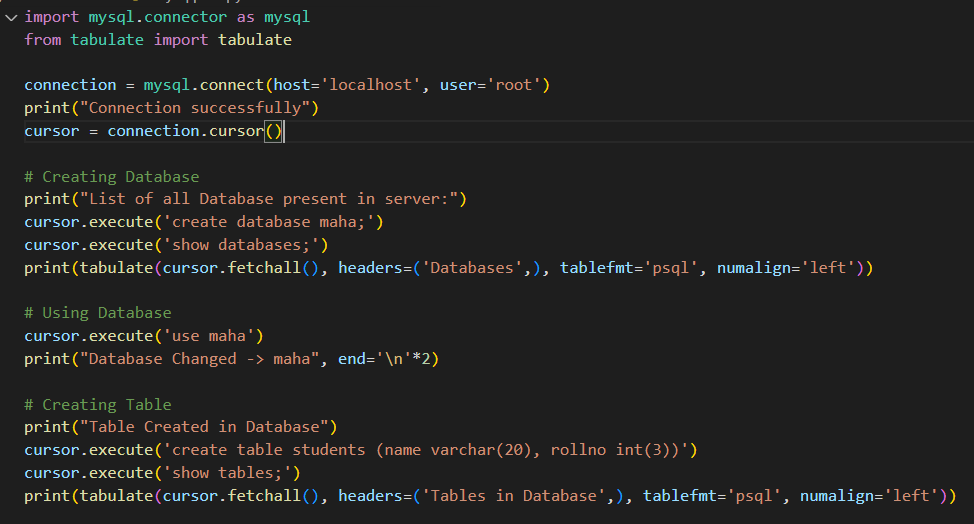 import mysql.connector as mysql
from tabulate import tabulate
connection = mysql.connect(host='localhost', user='root')
print("Connection successfully")
cursor = connection.cursor()
# Creating Database
print("List of all Database present in server:")
cursor.execute('create database maha;')
cursor.execute('show databases;')
print(tabulate(cursor.fetchall(), headers=('Databases',), tablefmt='psql', numalign='left'))
# Using Database
cursor.execute('use maha')
print("Database Changed -> maha", end='\n'*2)
# Creating Table
print("Table Created in Database")
cursor.execute('create table students (name varchar(20), rollno int(3))')
cursor.execute('show tables;')
print(tabulate(cursor.fetchall(), headers=('Tables in Database',), tablefmt='psql', numalign='left'))